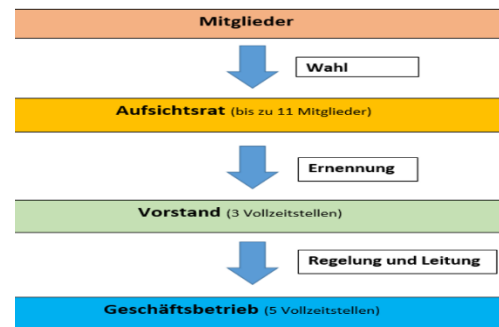 Mitglieder
Wahl
Aufsichtsrat (bis zu 11 Mitglieder)
Ernennung
Vorstand (3 Vollzeitstellen)
Regelung und Leitung
Geschäftsbetrieb (5 Vollzeitstellen)